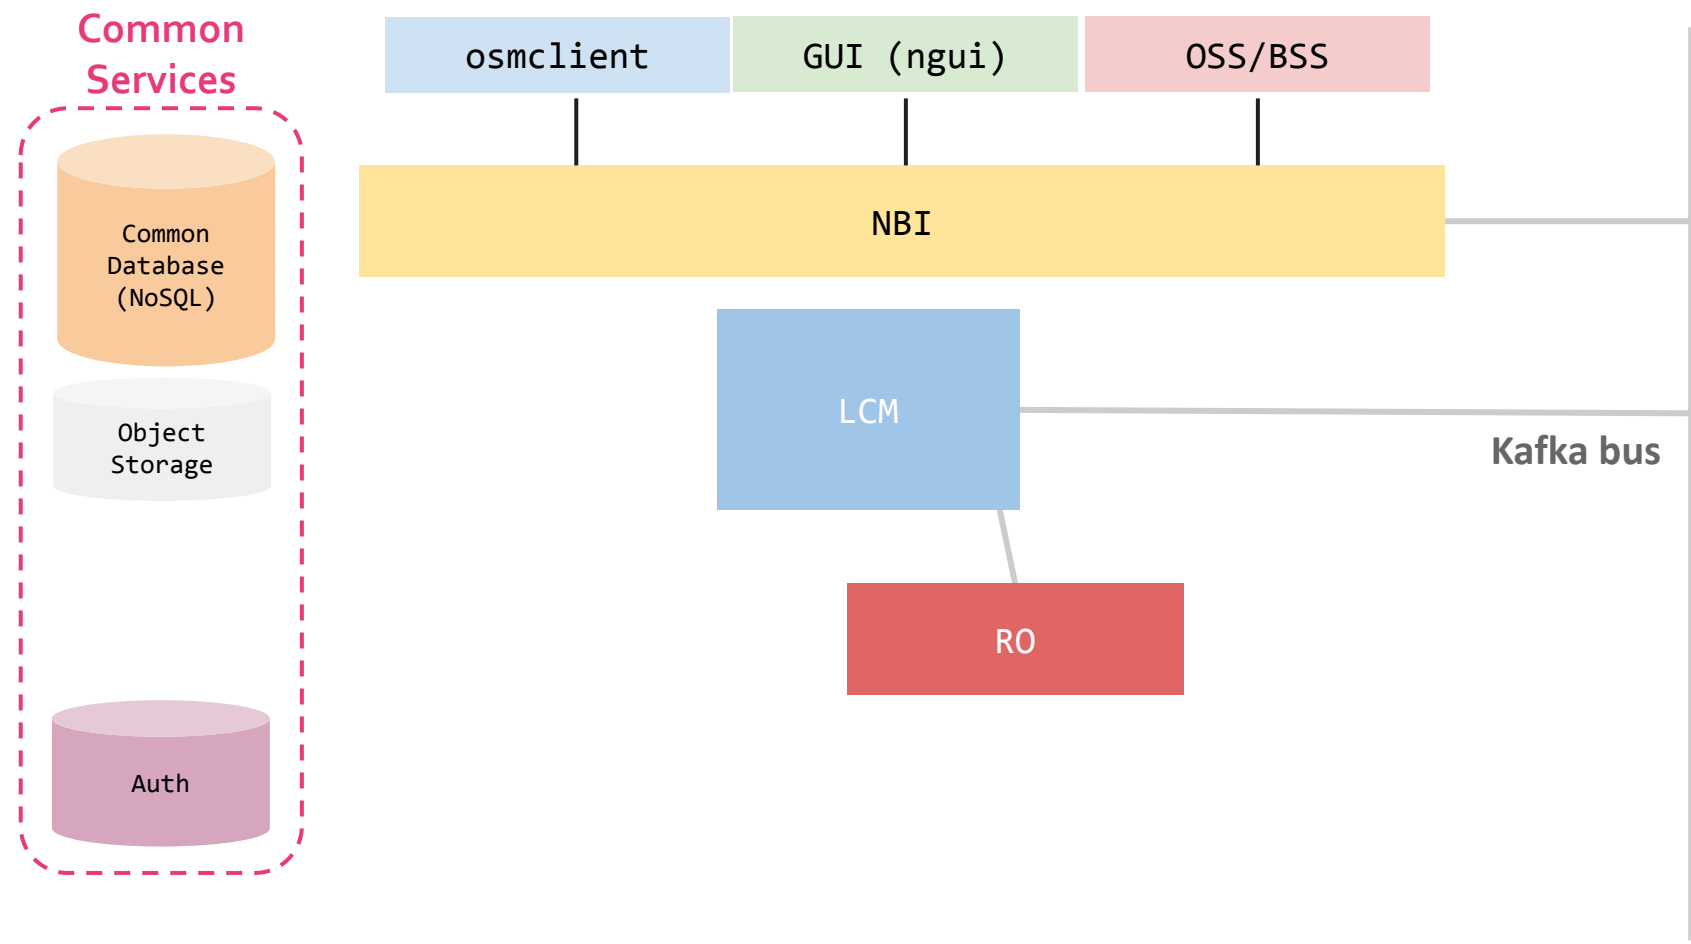 Common
Services
osmclient
GUI (ngui)
OSS/BSS
Common
Database
(NoSQL)
NBI
Object
Storage
LCM
Kafka bus
RO
Auth